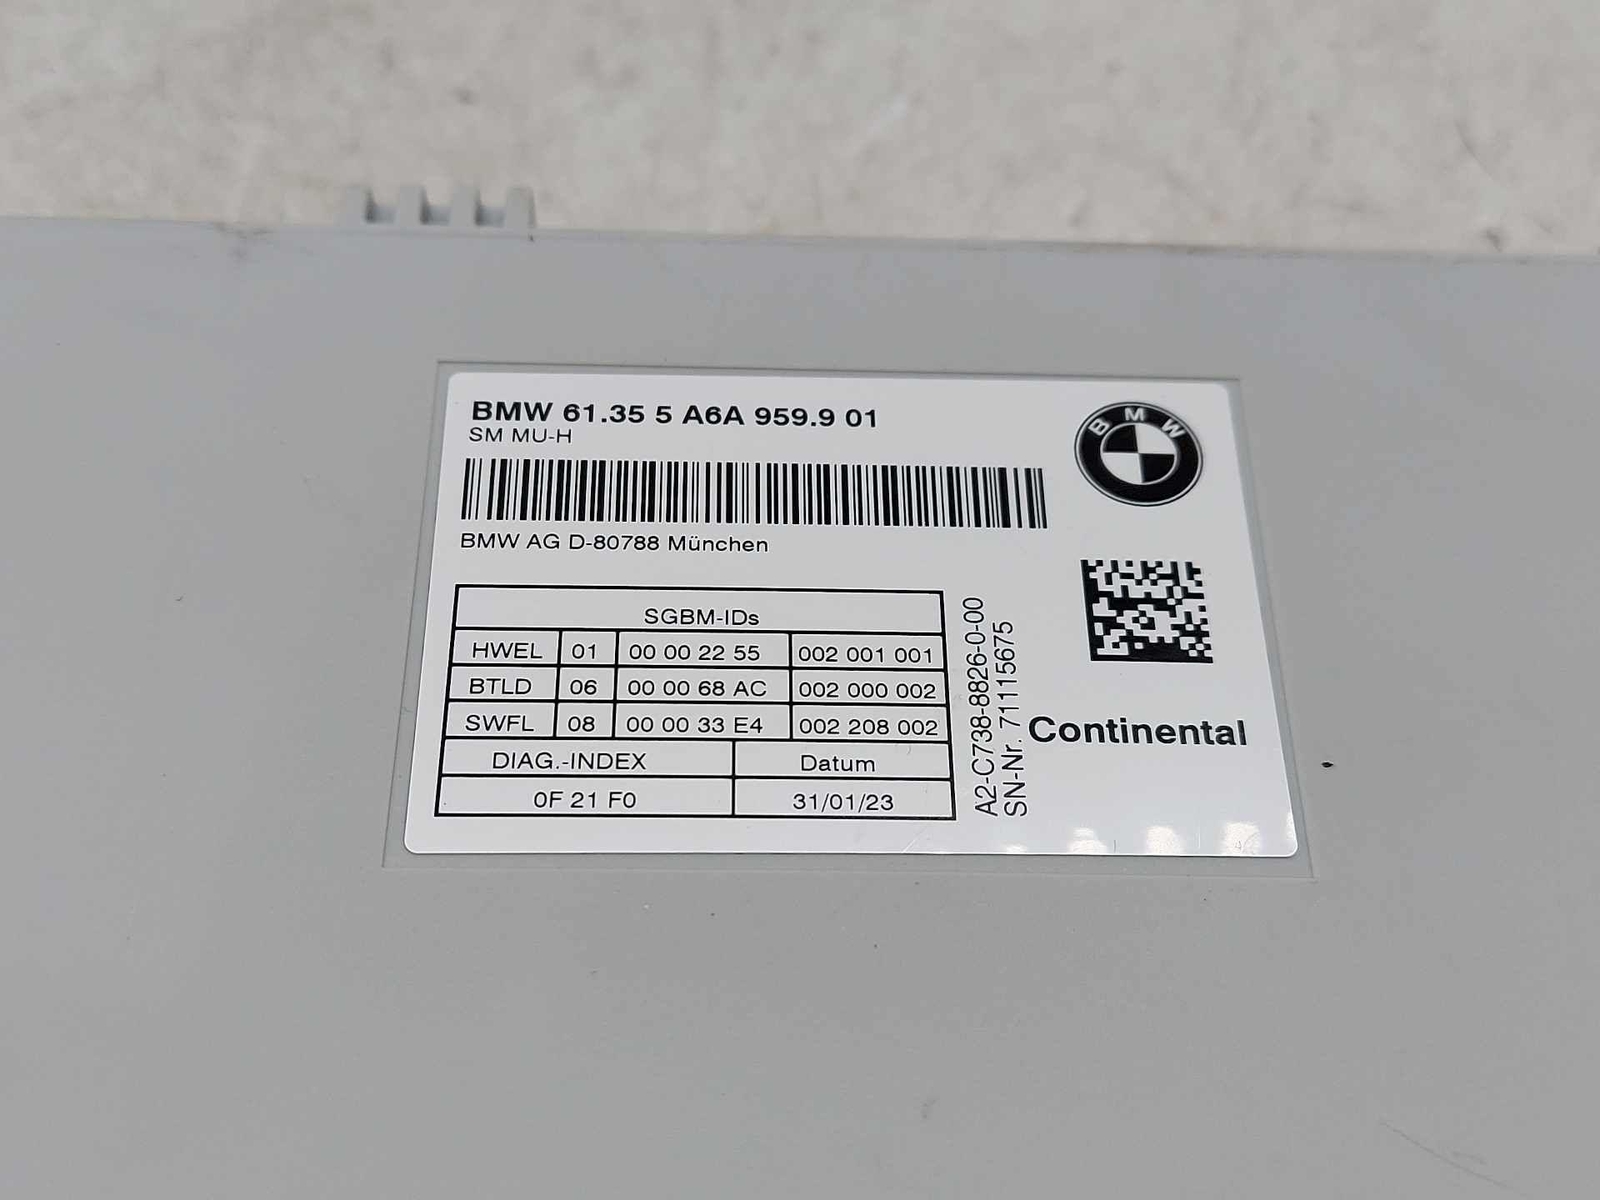 BMW 61.35 5 A6A 959.9 01
SM MU-H
BMW
BMW AG D-80788 München
SGBM-IDs
HWEL 01 00 00 22 55 002 001 001
BTLD 06 00 00 68 AC 002 000 002
SWFL 08 00 00 33 E4 002 208 002
DIAG.-INDEX Datum
0F 21 F0 31/01/23
A2-C738-8826-0-00
SN-Nr. 71115675
Continental